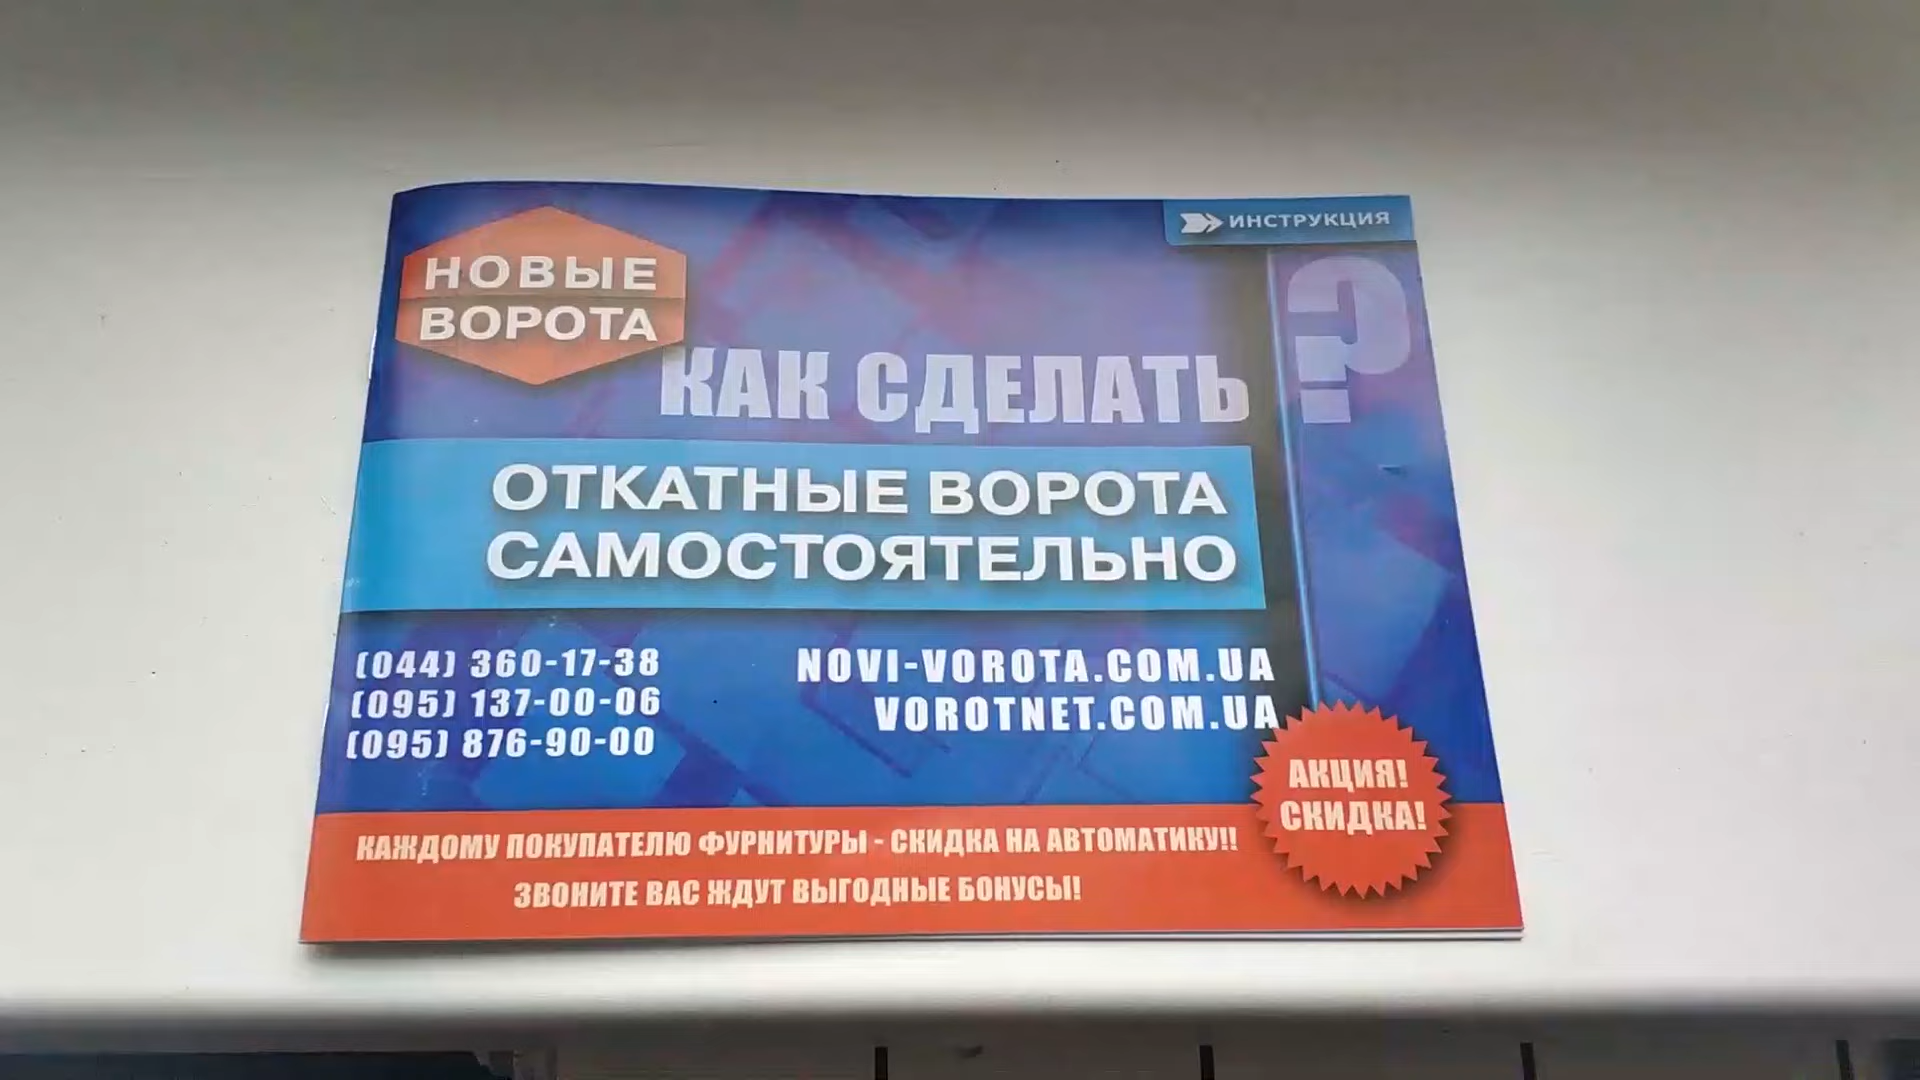 НОВЫЕ
ВОРОТА
ИНСТРУКЦИЯ
КАК СДЕЛАТЬ ?
ОТКАТНЫЕ ВОРОТА
САМОСТОЯТЕЛЬНО
(044) 360-17-38
(095) 137-00-06
(095) 876-90-00
NOVI-VOROTA.COM.UA
VOROTNET.COM.UA
АКЦИЯ!
СКИДКА!
КАЖДОМУ ПОКУПАТЕЛЮ ФУРНИТУРЫ - СКИДКА НА АВТОМАТИКУ!!
ЗВОНИТЕ ВАС ЖДУТ ВЫГОДНЫЕ БОНУСЫ!